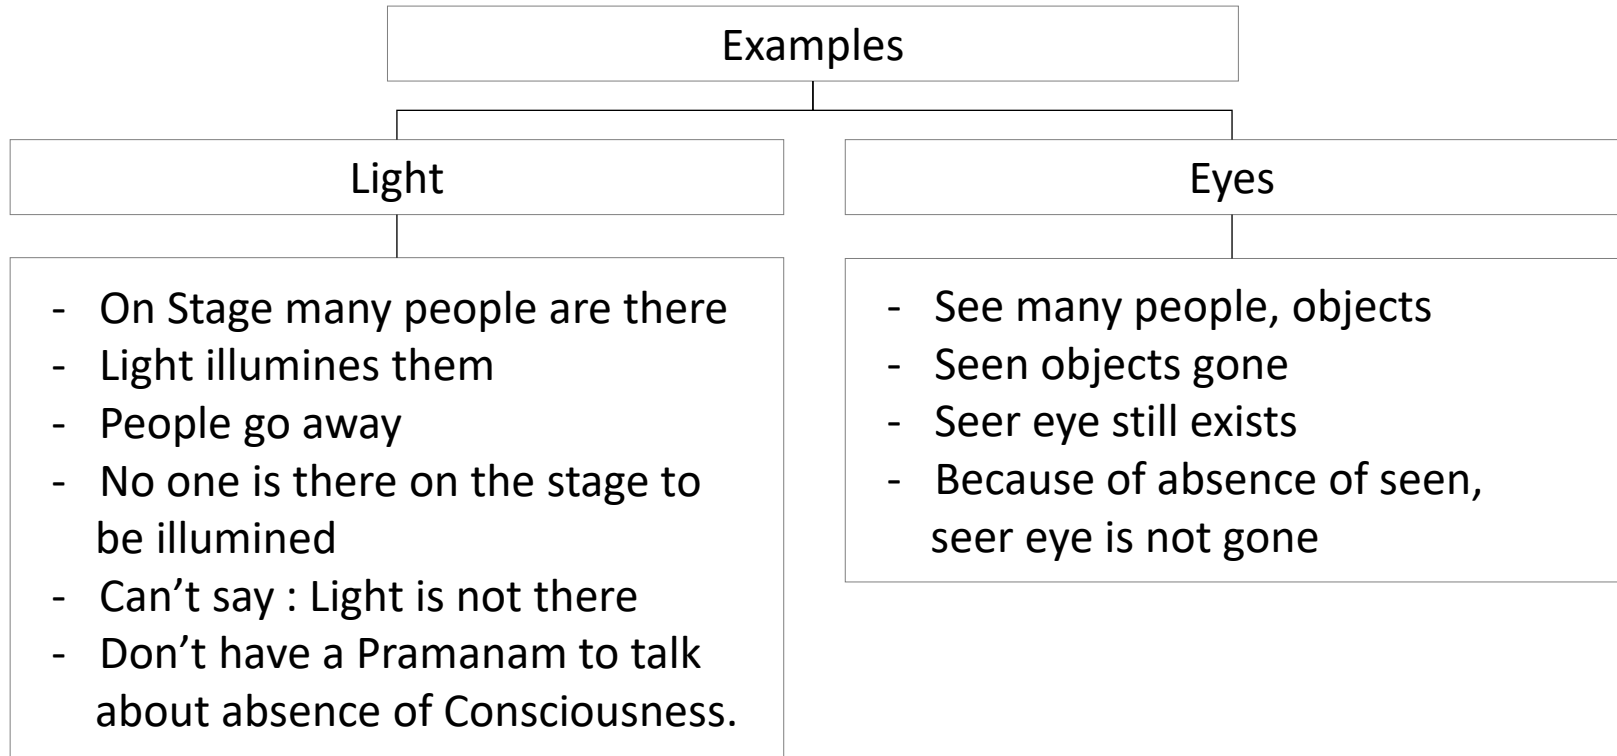 Examples
Light
- On Stage many people are there
- Light illumines them
- People go away
- No one is there on the stage to
be illumined
- Can’t say : Light is not there
- Don’t have a Pramanam to talk
about absence of Consciousness.
Eyes
- See many people, objects
- Seen objects gone
- Seer eye still exists
- Because of absence of seen,
seer eye is not gone